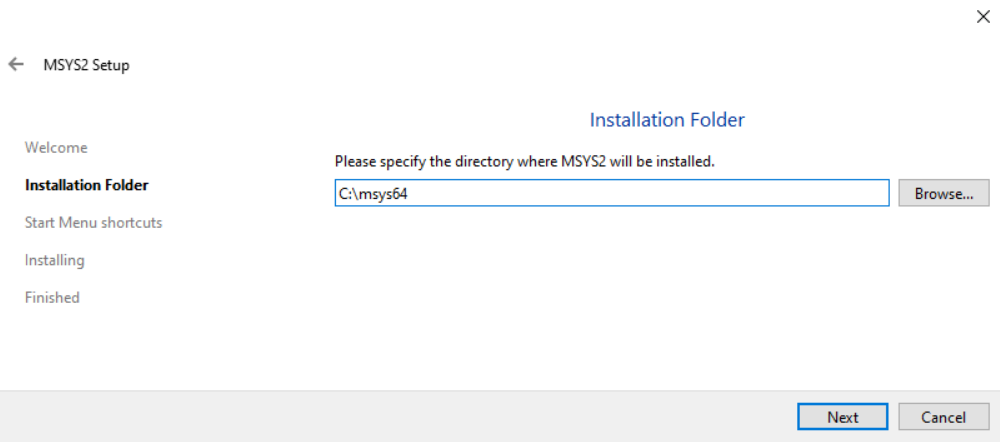 MSYS2 Setup
Welcome
Installation Folder
Start Menu shortcuts
Installing
Finished
Installation Folder
Please specify the directory where MSYS2 will be installed.
C:\msys64
Browse...
Next
Cancel